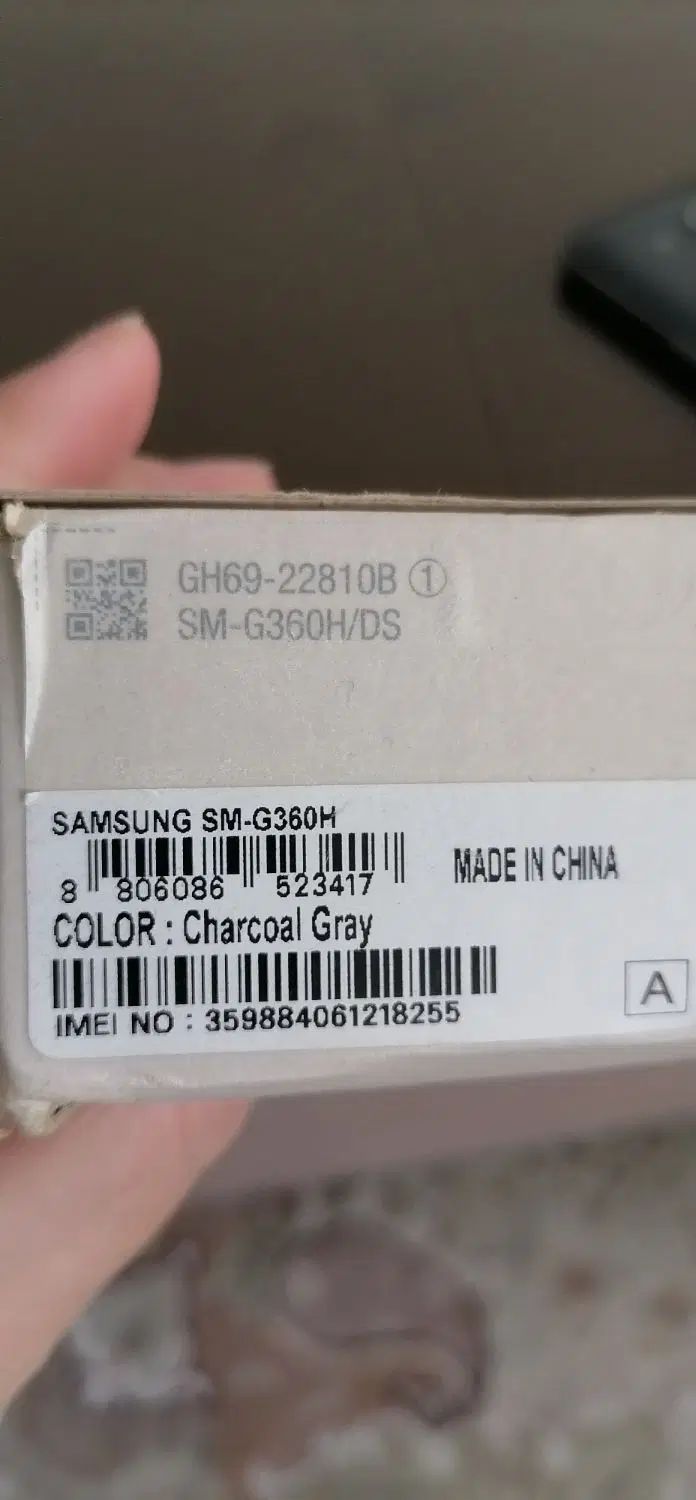 GH69-22810B ①
SM-G360H/DS
SAMSUNG SM-G360H
8 806086 523417
MADE IN CHINA
COLOR : Charcoal Gray
A
IMEI NO : 359884061218255